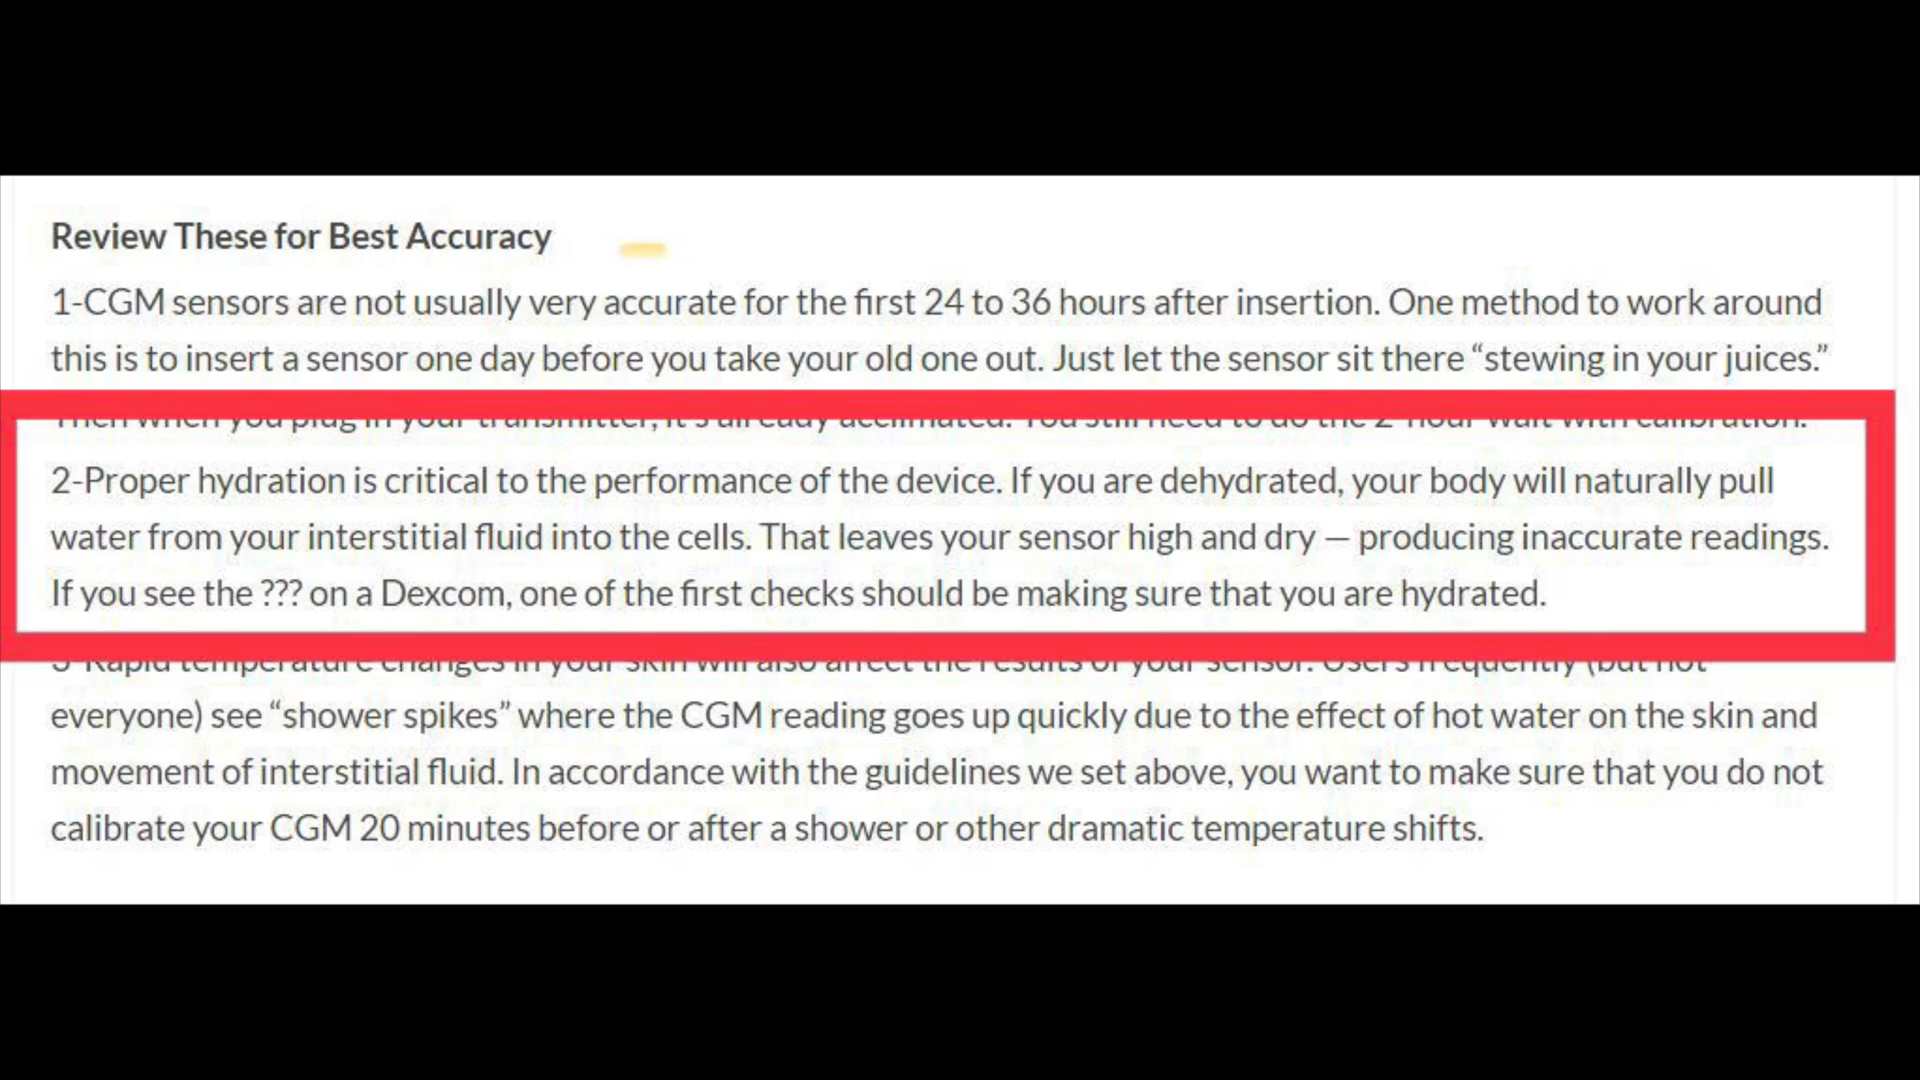 Review These for Best Accuracy
1-CGM sensors are not usually very accurate for the first 24 to 36 hours after insertion. One method to work around
this is to insert a sensor one day before you take your old one out. Just let the sensor sit there “stewing in your juices.”
Then when you plug in your transmitter, it's already acclimated. You still need to do the 2-hour wait with calibration.
2-Proper hydration is critical to the performance of the device. If you are dehydrated, your body will naturally pull
water from your interstitial fluid into the cells. That leaves your sensor high and dry — producing inaccurate readings.
If you see the ??? on a Dexcom, one of the first checks should be making sure that you are hydrated.
3-Rapid temperature changes in your skin will also affect the results of your sensor. Users frequently (but not
everyone) see “shower spikes” where the CGM reading goes up quickly due to the effect of hot water on the skin and
movement of interstitial fluid. In accordance with the guidelines we set above, you want to make sure that you do not
calibrate your CGM 20 minutes before or after a shower or other dramatic temperature shifts.